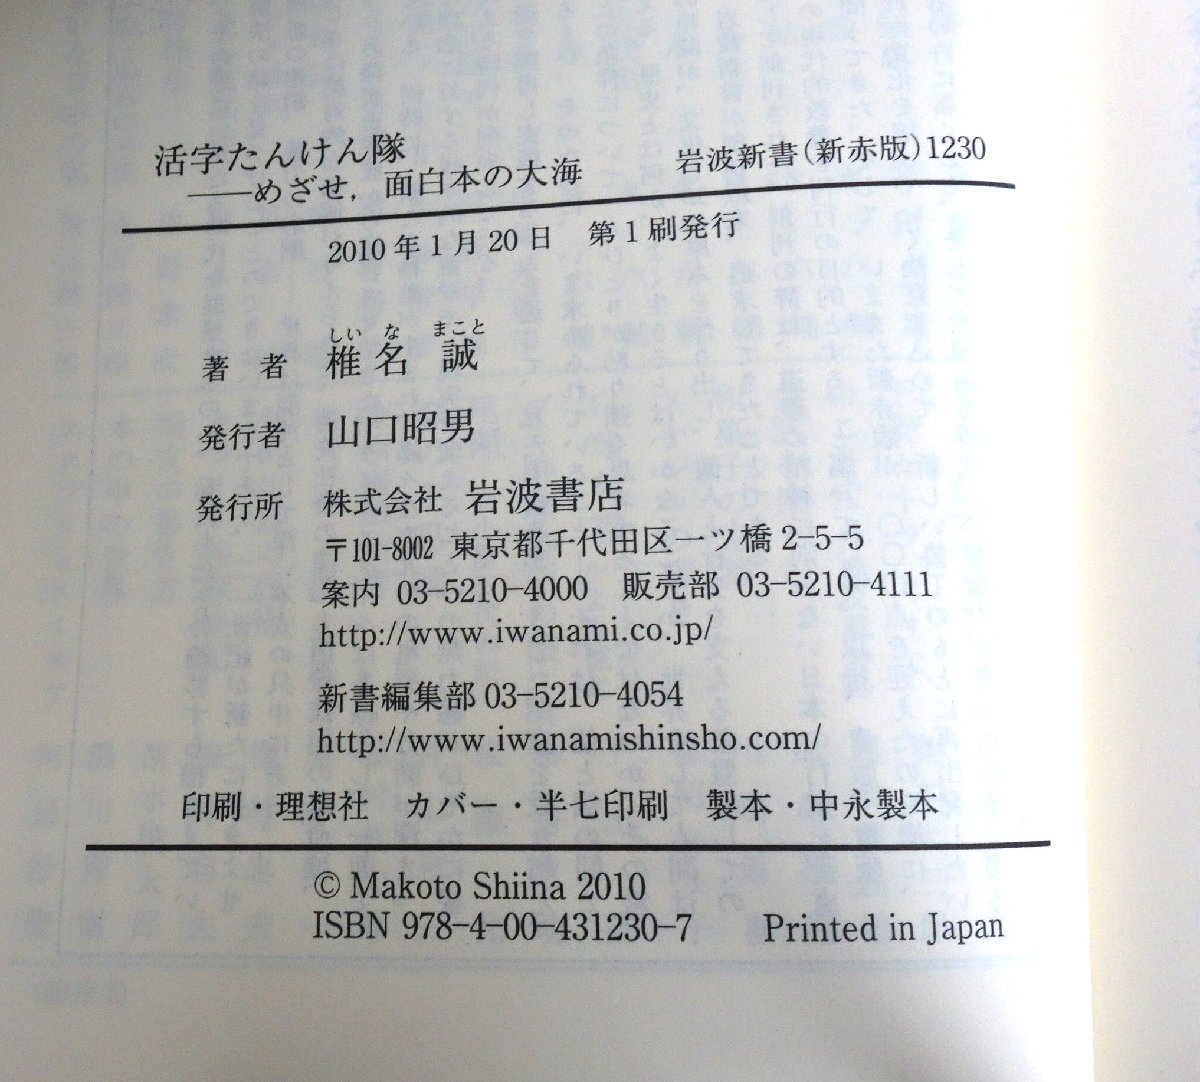 活字たんけん隊
――めざせ，面白本の大海　岩波新書(新赤版)1230
2010年1月20日　第1刷発行
しい な まこと
著 者　椎名 誠
発行者　山口昭男
発行所　株式会社 岩波書店
〒101-8002 東京都千代田区一ツ橋2-5-5
案内 03-5210-4000　販売部 03-5210-4111
http://www.iwanami.co.jp/
新書編集部 03-5210-4054
http://www.iwanamishinsho.com/
印刷・理想社　カバー・半七印刷　製本・中永製本
© Makoto Shiina 2010
ISBN 978-4-00-431230-7　Printed in Japan